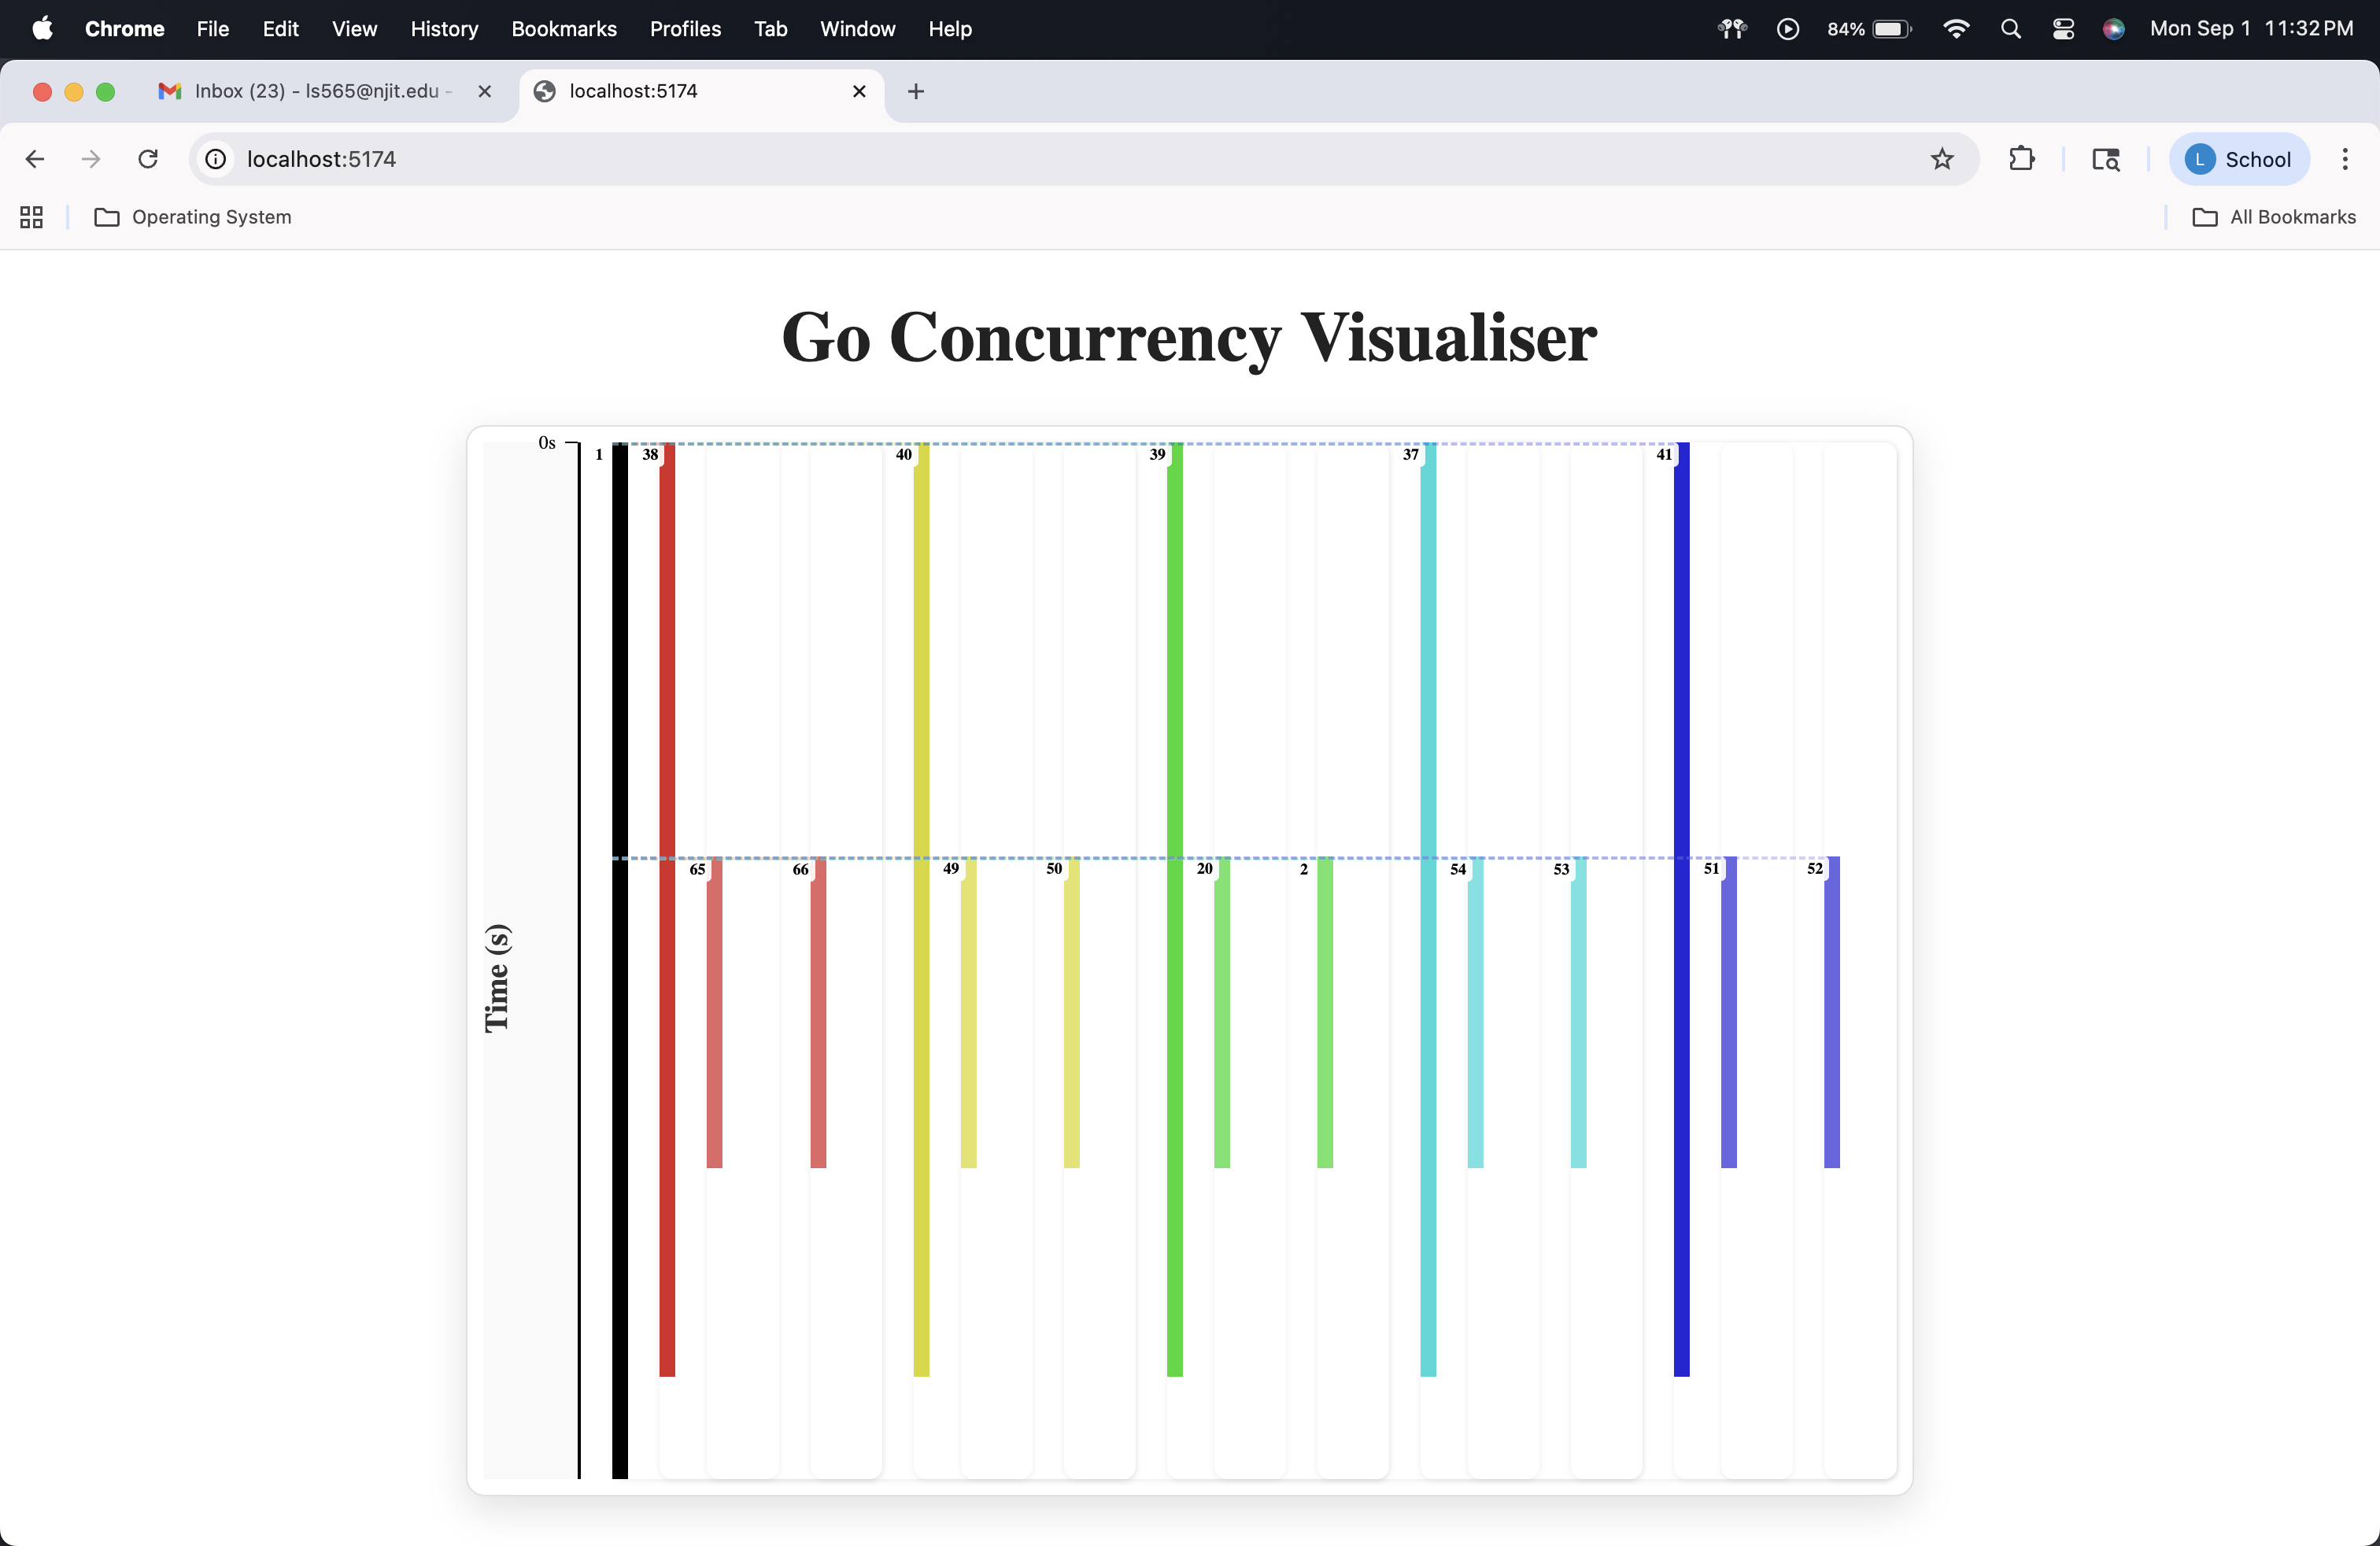 Chrome File Edit View History Bookmarks Profiles Tab Window Help 84% Mon Sep 1 11:32 PM
Inbox (23) - ls565@njit.edu - localhost:5174
localhost:5174 L School
Operating System All Bookmarks
Go Concurrency Visualiser
0s
1 38 40 39 37 41
65 66 49 50 20 2 54 53 51 52
Time (s)